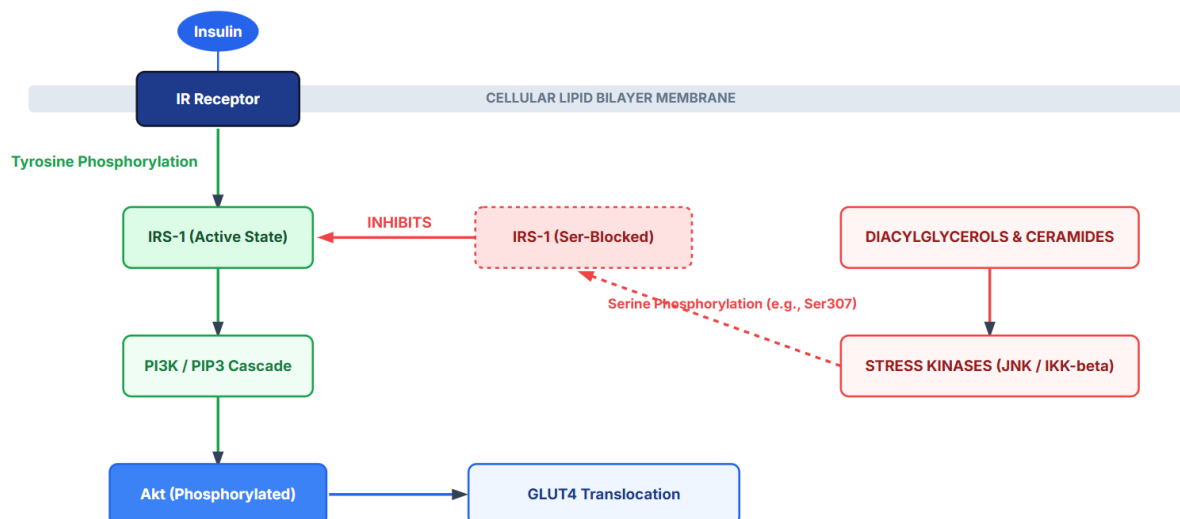 Insulin
IR Receptor
CELLULAR LIPID BILAYER MEMBRANE
Tyrosine Phosphorylation
IRS-1 (Active State)
INHIBITS
IRS-1 (Ser-Blocked)
DIACYLGLYCEROLS & CERAMIDES
Serine Phosphorylation (e.g., Ser307)
PI3K / PIP3 Cascade
STRESS KINASES (JNK / IKK-beta)
Akt (Phosphorylated)
GLUT4 Translocation